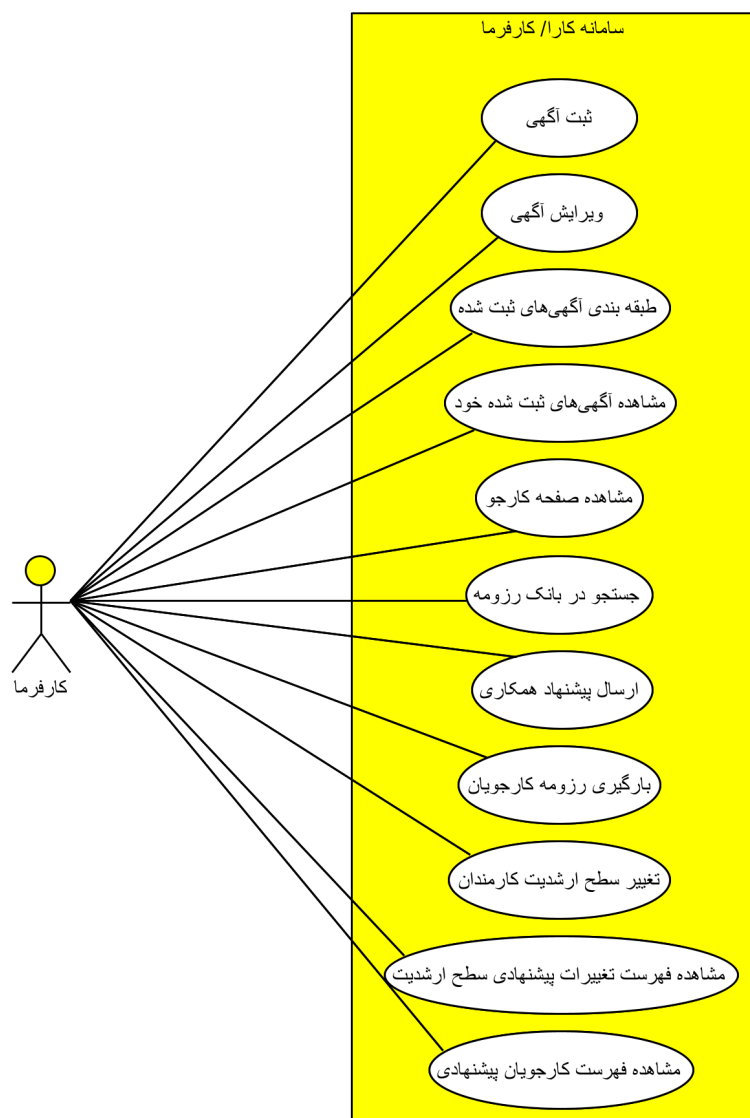 سامانه کارا/ کارفرما
ثبت آگهی
ویرایش آگهی
طبقه بندی آگهی‌های ثبت شده
مشاهده آگهی‌های ثبت شده خود
مشاهده صفحه کارجو
جستجو در بانک رزومه
ارسال پیشنهاد همکاری
بارگیری رزومه کارجویان
تغییر سطح ارشدیت کارمندان
مشاهده فهرست تغییرات پیشنهادی سطح ارشدیت
مشاهده فهرست کارجویان پیشنهادی
کارفرما